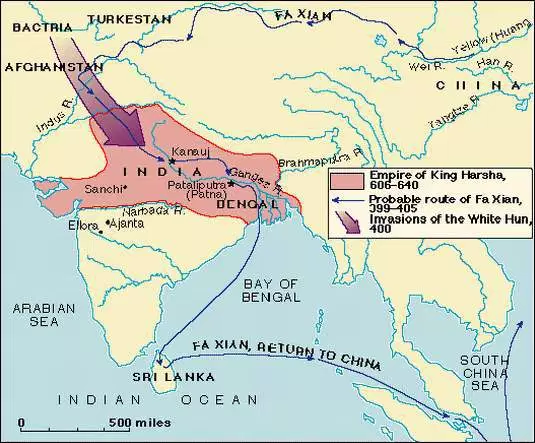 BACTRIA
TURKESTAN
FA XIAN
Yellow (Huang
AFGHANISTAN
Wei R.
Han R.
CHINA
Yangtze R.
Indus R.
Kanauj
Brahmaputra R.
INDIA
Ganges R.
Sanchi
Pataliputra
(Patna)
BENGAL
Narbada R.
Ellora
Ajanta
Empire of King Harsha,
606-640
Probable route of Fa Xian,
399-405
Invasions of the White Hun,
400
ARABIAN
SEA
BAY OF
BENGAL
FA XIAN, RETURN TO CHINA
SRI LANKA
SOUTH
CHINA
SEA
INDIAN OCEAN
0 500 miles